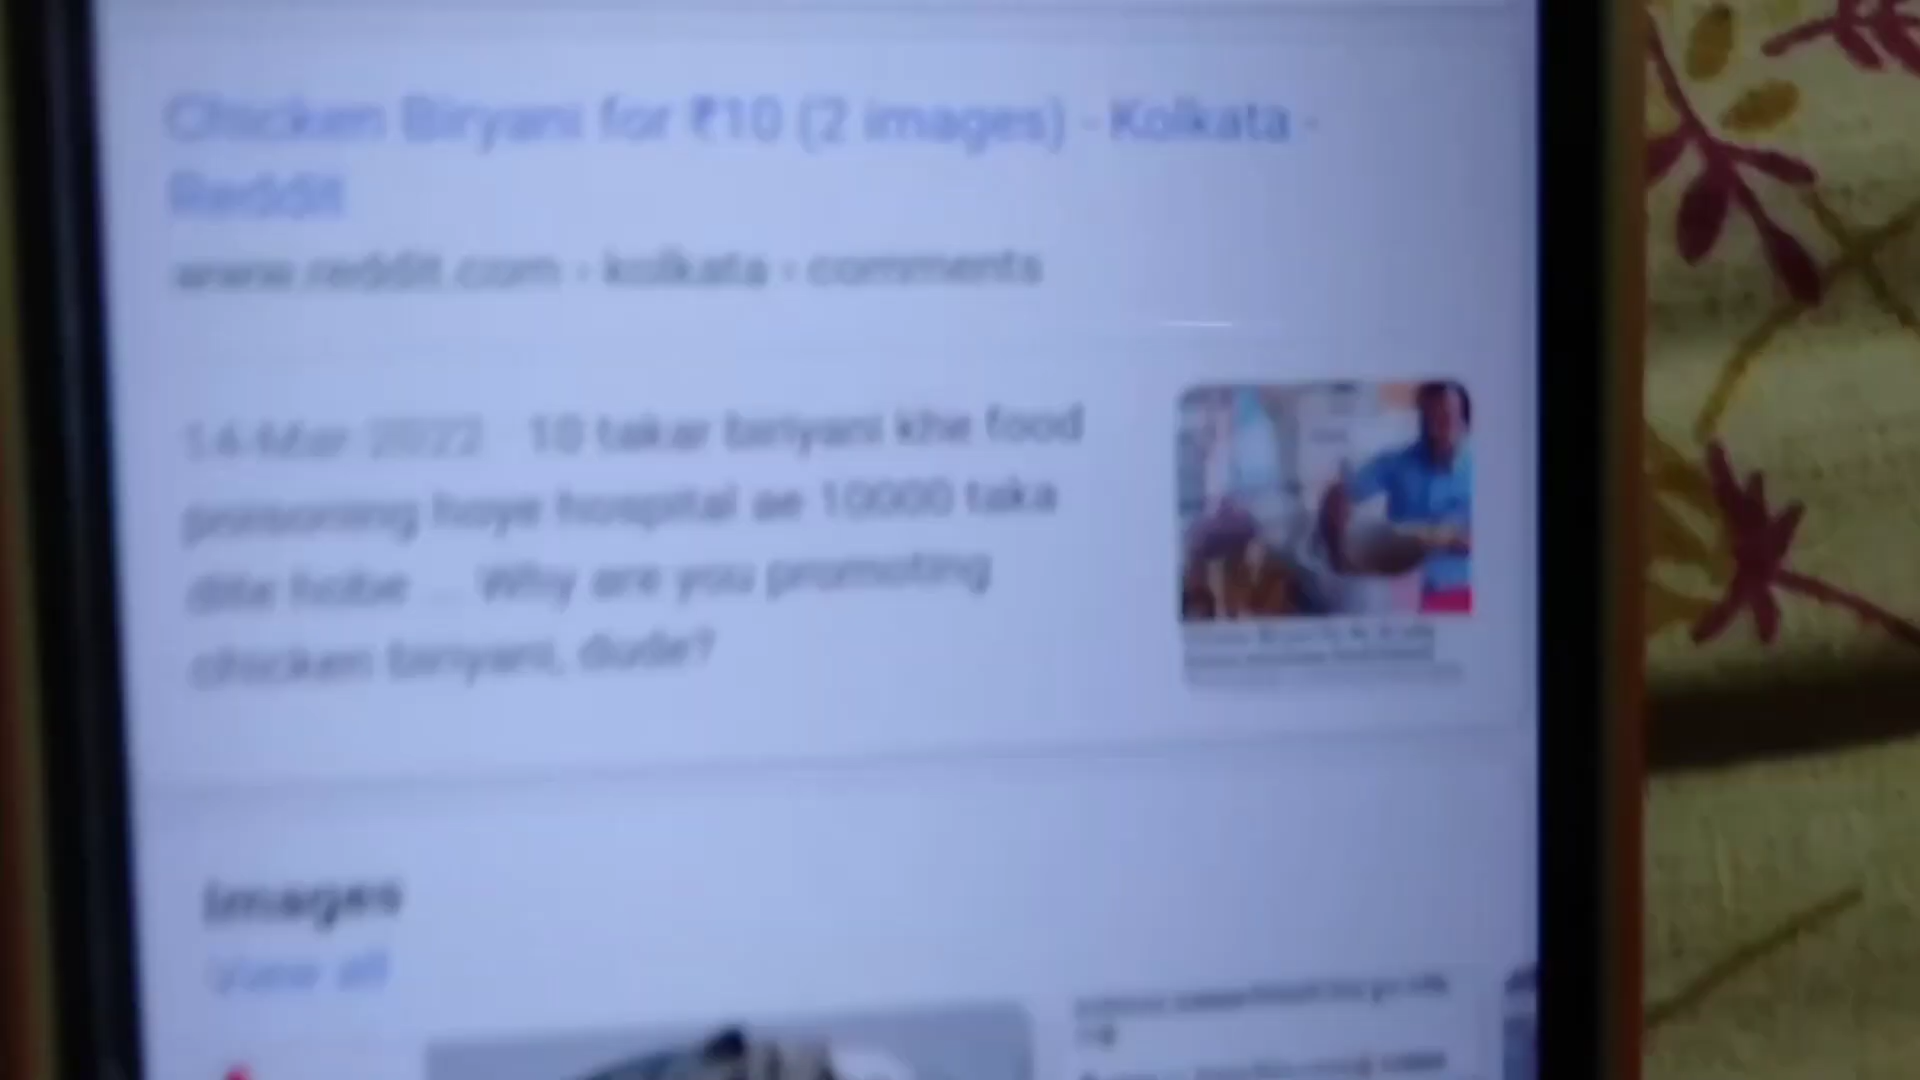 Chicken Biryani for ₹10 (2 images) - Kolkata -
Reddit
www.reddit.com › kolkata › comments
14-Mar-2022 10 takar biriyani khe food
poisoning hoye hospital ae 10000 taka
dite hobe ... Why are you promoting
chicken biriyani, dude?
Images
View all